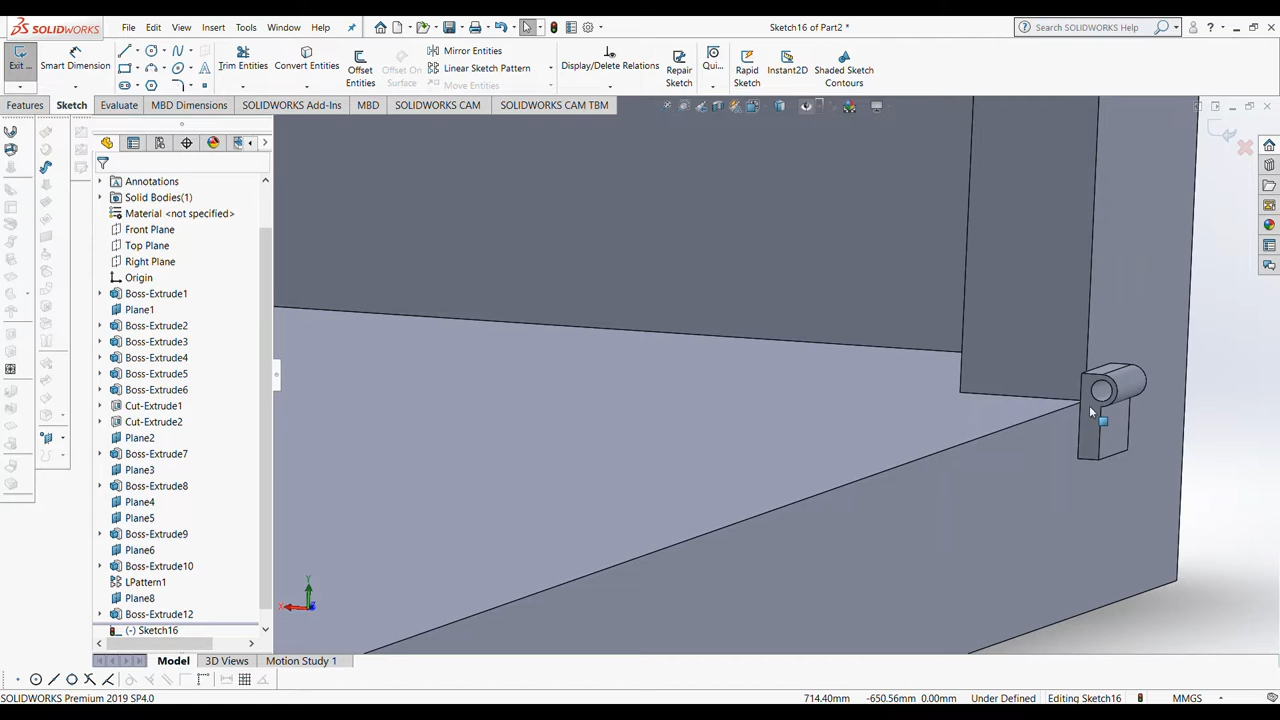 SOLIDWORKS File Edit View Insert Tools Window Help Sketch16 of Part2 * Search SOLIDWORKS Help ?
Exit ... Smart Dimension Trim Entities Convert Entities Offset Entities Offset On Surface Mirror Entities Linear Sketch Pattern Move Entities Display/Delete Relations Repair Sketch Qui... Rapid Sketch Instant2D Shaded Sketch Contours
Features Sketch Evaluate MBD Dimensions SOLIDWORKS Add-Ins MBD SOLIDWORKS CAM SOLIDWORKS CAM TBM
Annotations
Solid Bodies(1)
Material <not specified>
Front Plane
Top Plane
Right Plane
Origin
Boss-Extrude1
Plane1
Boss-Extrude2
Boss-Extrude3
Boss-Extrude4
Boss-Extrude5
Boss-Extrude6
Cut-Extrude1
Cut-Extrude2
Plane2
Boss-Extrude7
Plane3
Boss-Extrude8
Plane4
Plane5
Boss-Extrude9
Plane6
Boss-Extrude10
LPattern1
Plane8
Boss-Extrude12
(-) Sketch16
Y
X
Model 3D Views Motion Study 1
SOLIDWORKS Premium 2019 SP4.0 714.40mm -650.56mm 0.00mm Under Defined Editing Sketch16 MMGS